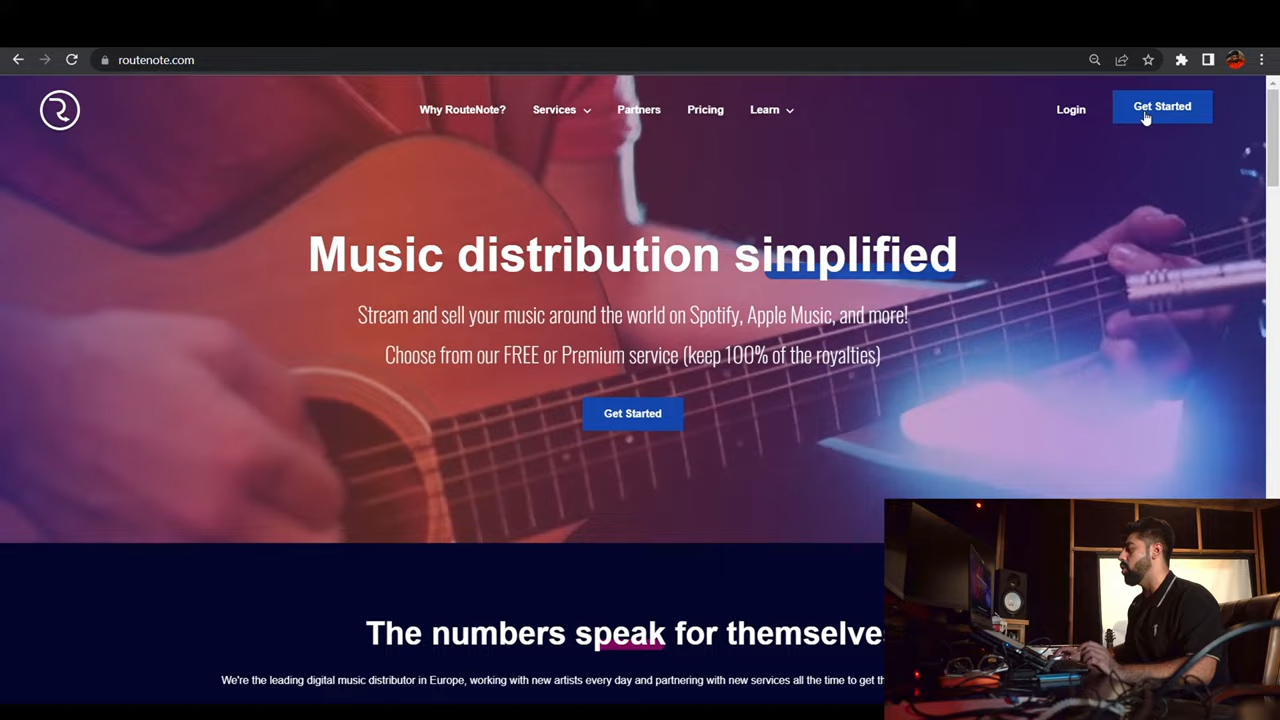 routenote.com
Why RouteNote? Services Partners Pricing Learn Login Get Started
Music distribution simplified
Stream and sell your music around the world on Spotify, Apple Music, and more!
Choose from our FREE or Premium service (keep 100% of the royalties)
Get Started
The numbers speak for themselve
We're the leading digital music distributor in Europe, working with new artists every day and partnering with new services all the time to get th